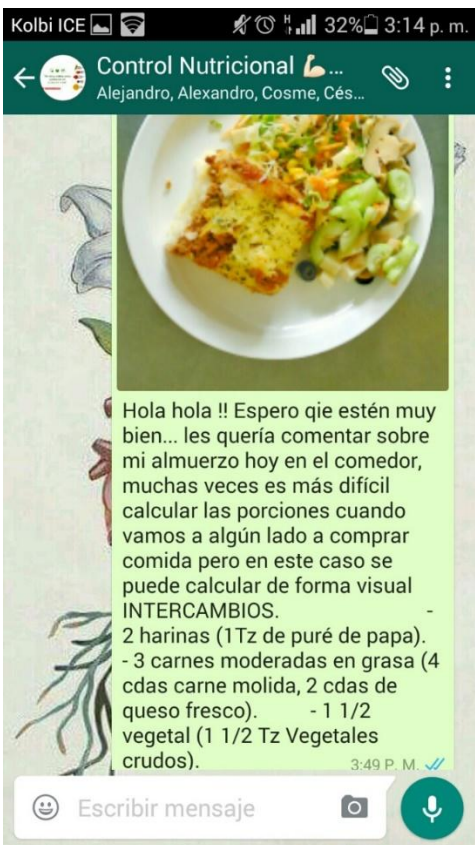 Kolbi ICE 32% 3:14 p. m.
Control Nutricional 💪...
Alejandro, Alexandro, Cosme, Cés...
Hola hola !! Espero qie estén muy
bien... les quería comentar sobre
mi almuerzo hoy en el comedor,
muchas veces es más difícil
calcular las porciones cuando
vamos a algún lado a comprar
comida pero en este caso se
puede calcular de forma visual
INTERCAMBIOS. -
2 harinas (1Tz de puré de papa).
- 3 carnes moderadas en grasa (4
cdas carne molida, 2 cdas de
queso fresco). - 1 1/2
vegetal (1 1/2 Tz Vegetales
crudos).
3:49 P. M.
Escribir mensaje